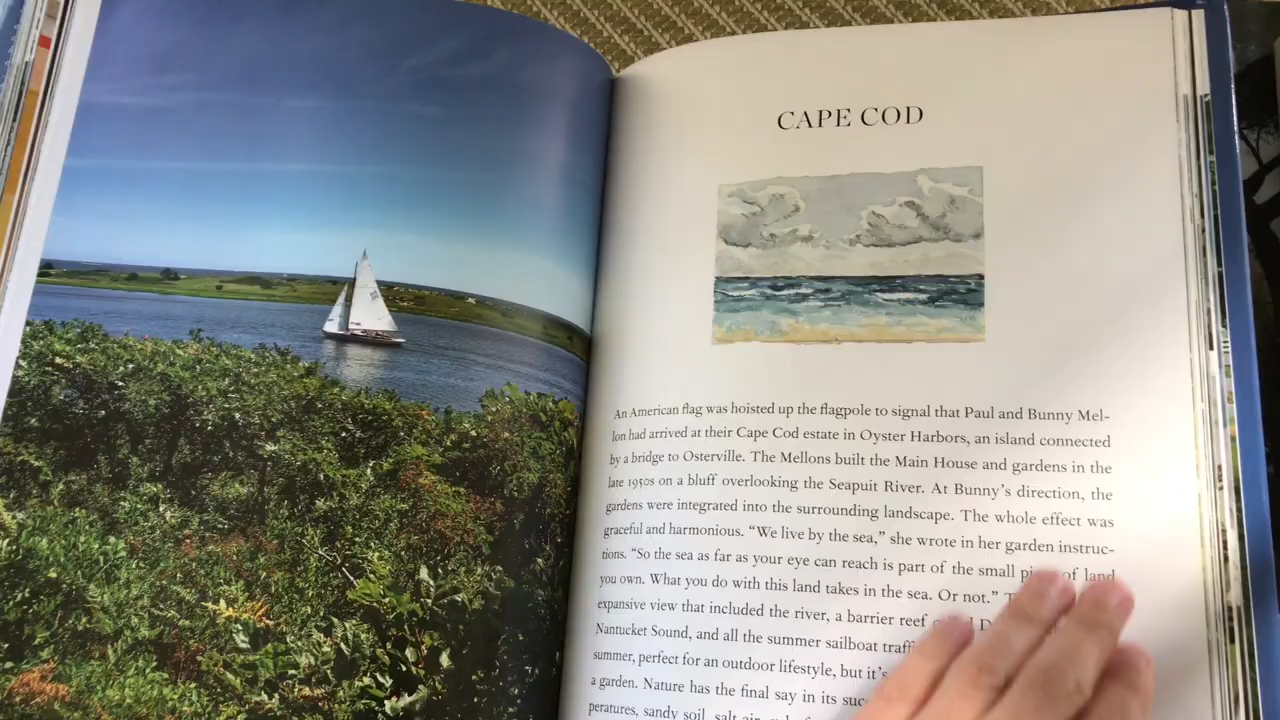 CAPE COD
An American flag was hoisted up the flagpole to signal that Paul and Bunny Mel-
lon had arrived at their Cape Cod estate in Oyster Harbors, an island connected
by a bridge to Osterville. The Mellons built the Main House and gardens in the
late 1950s on a bluff overlooking the Seapuit River. At Bunny’s direction, the
gardens were integrated into the surrounding landscape. The whole effect was
graceful and harmonious. “We live by the sea,” she wrote in her garden instruc-
tions. “So the sea as far as your eye can reach is part of the small of land
you own. What you do with this land takes in the sea. Or not.”
expansive view that included the river, a barrier reef
Nantucket Sound, and all the summer sailboat
summer, perfect for an outdoor lifestyle, but it’s
a garden. Nature has the final say in its
peratures, sandy soil, salt air,